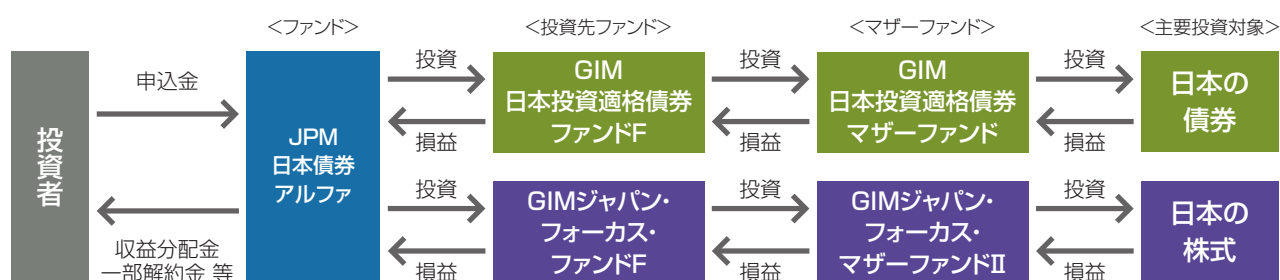 <ファンド>
<投資先ファンド>
<マザーファンド>
<主要投資対象>
投資者
申込金
収益分配金
一部解約金 等
JPM
日本債券
アルファ
投資
損益
GIM
日本投資適格債券
ファンドF
投資
損益
GIM
日本投資適格債券
マザーファンド
投資
損益
日本の
債券
投資
損益
GIMジャパン・
フォーカス・
ファンドF
投資
損益
GIMジャパン・
フォーカス・
マザーファンドⅡ
投資
損益
日本の
株式